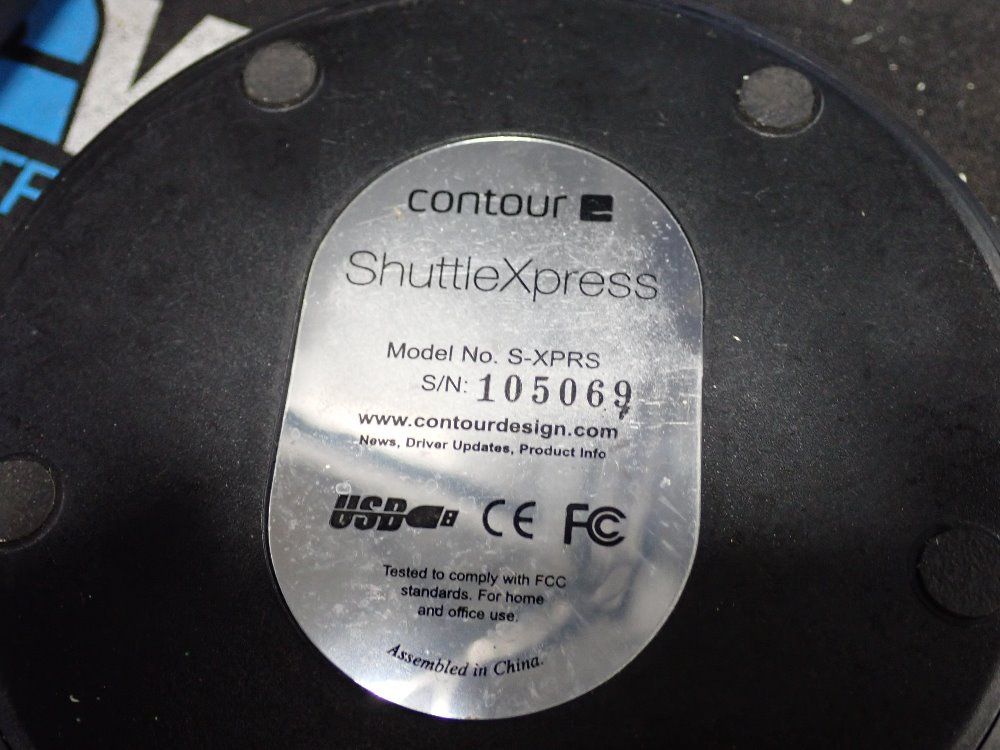 contour
ShuttleXpress
Model No. S-XPRS
S/N: 105069
www.contourdesign.com
News, Driver Updates, Product Info
USB CE FC
Tested to comply with FCC
standards. For home
and office use.
Assembled in China.